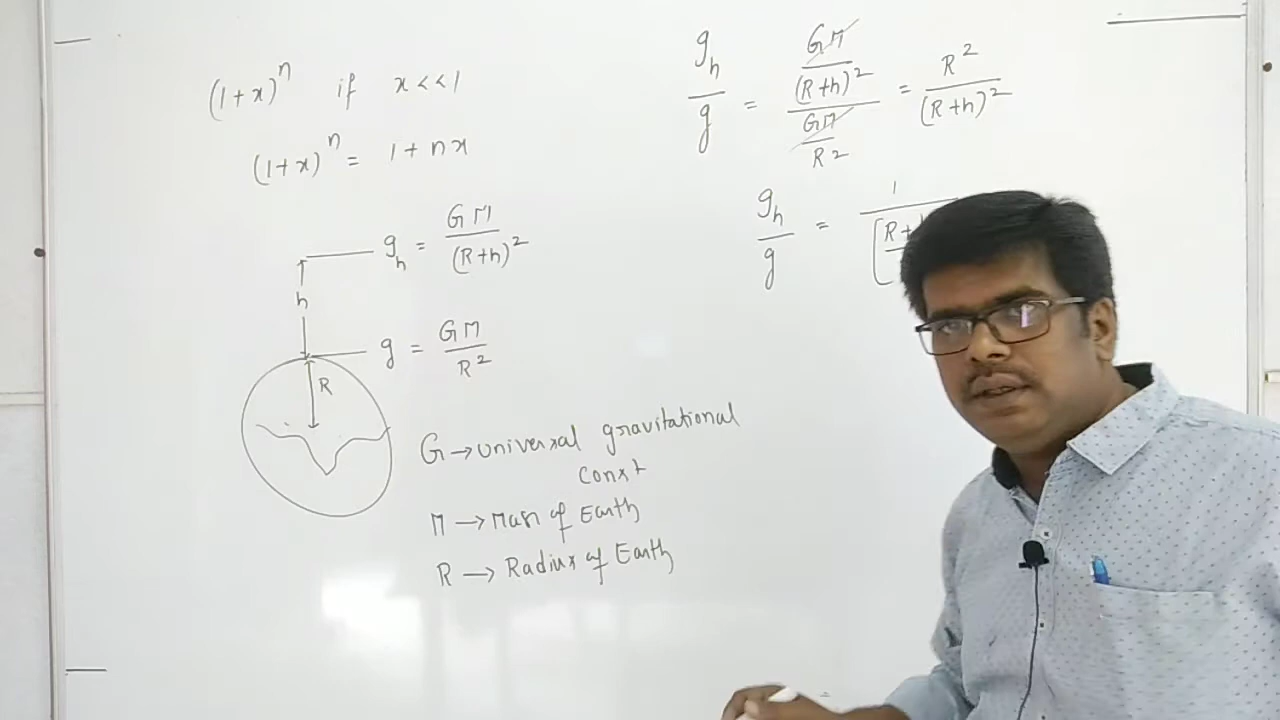 (1+x)^n if x<<1
(1+x)^n = 1+nx
g_h = GM/(R+h)^2
h
g = GM/R^2
R
G → universal gravitational
const
M → Mass of Earth
R → Radius of Earth
g_h/g = (GM/(R+h)^2)/(GM/R^2) = R^2/(R+h)^2
g_h/g = 1/[R+